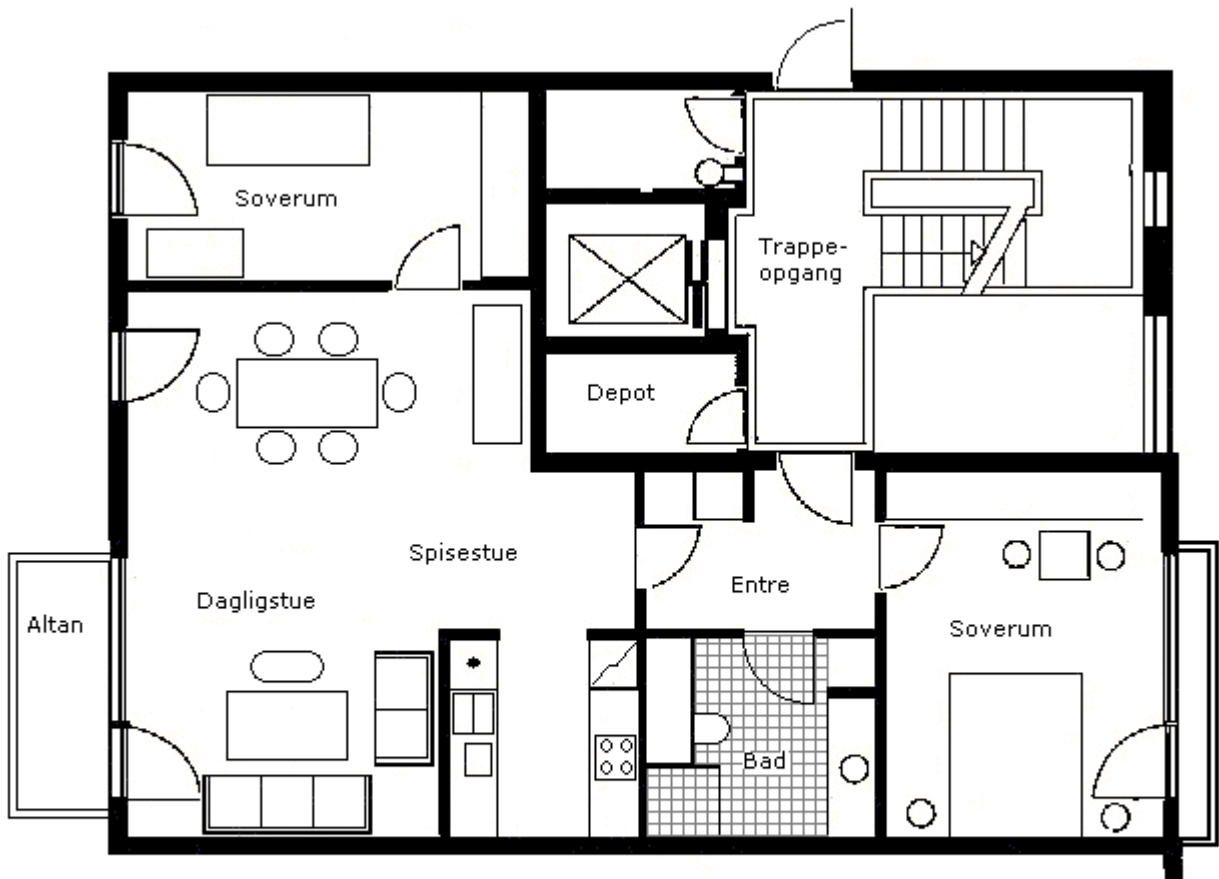 Soverum
Trappe-
opgang
Depot
Spisestue
Dagligstue
Entre
Altan
Soverum
Bad